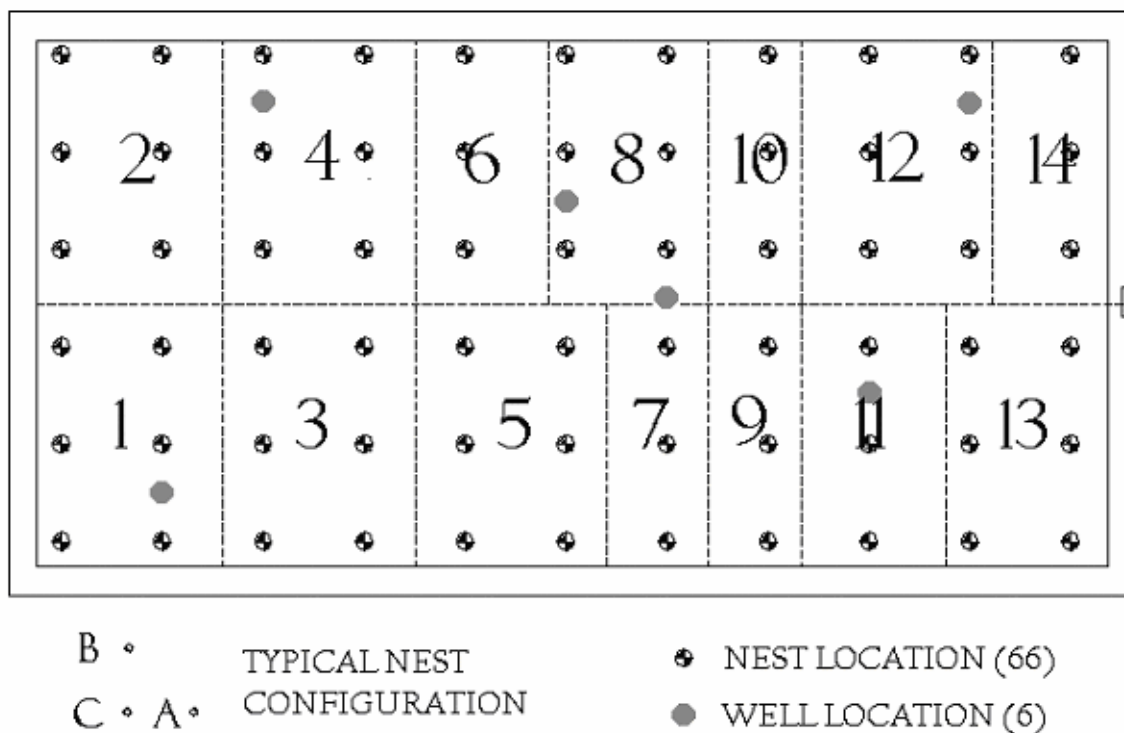 2 4 6 8 10 12 14
1 3 5 7 9 11 13
B
C A
TYPICAL NEST
CONFIGURATION
NEST LOCATION (66)
WELL LOCATION (6)